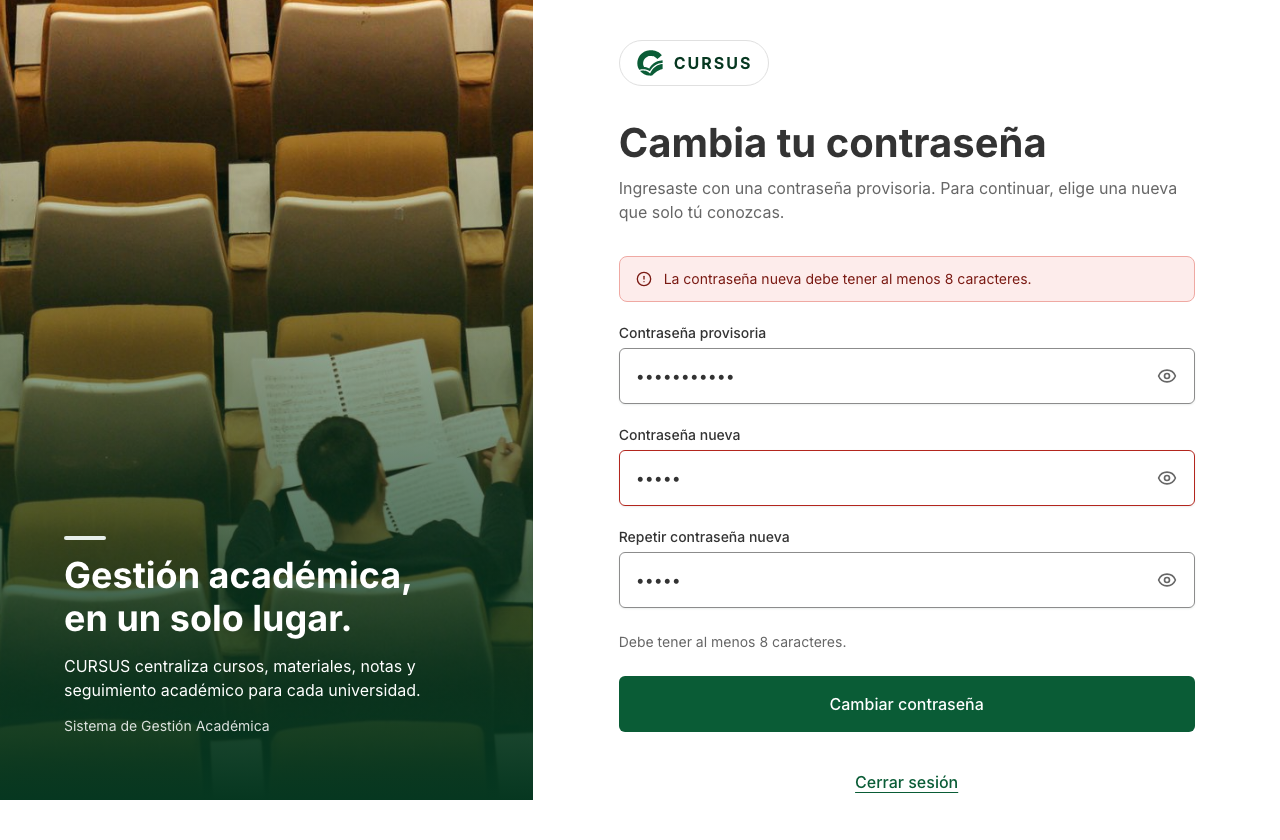 CURSUS
Cambia tu contraseña
Ingresaste con una contraseña provisoria. Para continuar, elige una nueva
que solo tú conozcas.
La contraseña nueva debe tener al menos 8 caracteres.
Contraseña provisoria
•••••••••••
Contraseña nueva
•••••
Repetir contraseña nueva
•••••
Debe tener al menos 8 caracteres.
Cambiar contraseña
Cerrar sesión
Gestión académica,
en un solo lugar.
CURSUS centraliza cursos, materiales, notas y
seguimiento académico para cada universidad.
Sistema de Gestión Académica